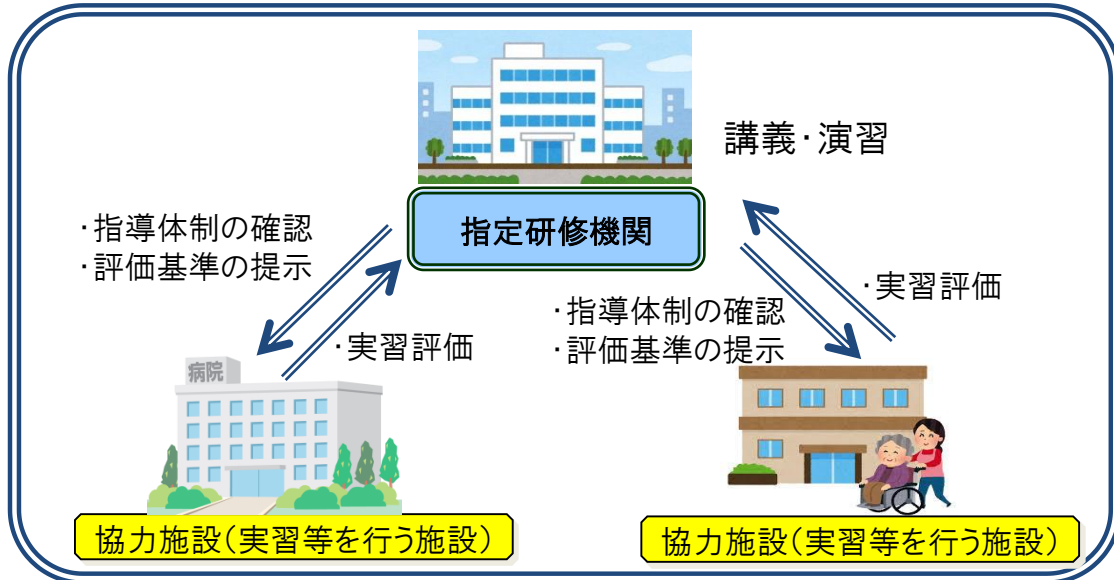 講義・演習
指定研修機関
・指導体制の確認
・評価基準の提示
・実習評価
・実習評価
・指導体制の確認
・評価基準の提示
病院
協力施設(実習等を行う施設)
協力施設(実習等を行う施設)